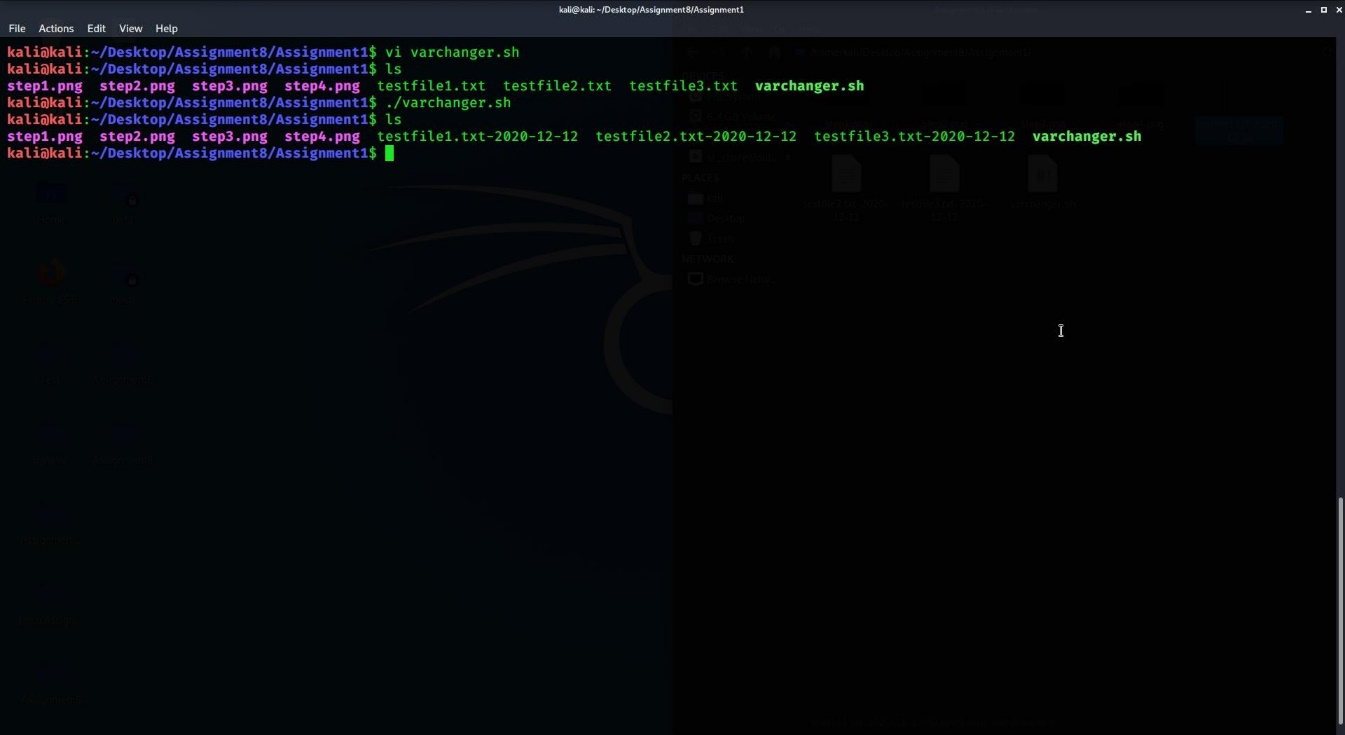 kali@kali: ~/Desktop/Assignment8/Assignment1
File Actions Edit View Help
kali@kali:~/Desktop/Assignment8/Assignment1$ vi varchanger.sh
kali@kali:~/Desktop/Assignment8/Assignment1$ ls
step1.png step2.png step3.png step4.png testfile1.txt testfile2.txt testfile3.txt varchanger.sh
kali@kali:~/Desktop/Assignment8/Assignment1$ ./varchanger.sh
kali@kali:~/Desktop/Assignment8/Assignment1$ ls
step1.png step2.png step3.png step4.png testfile1.txt-2020-12-12 testfile2.txt-2020-12-12 testfile3.txt-2020-12-12 varchanger.sh
kali@kali:~/Desktop/Assignment8/Assignment1$
PLACES
NETWORK